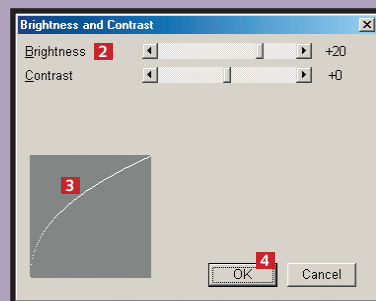 Brightness and Contrast
Brightness 2 +20
Contrast +0
3
4
OK Cancel